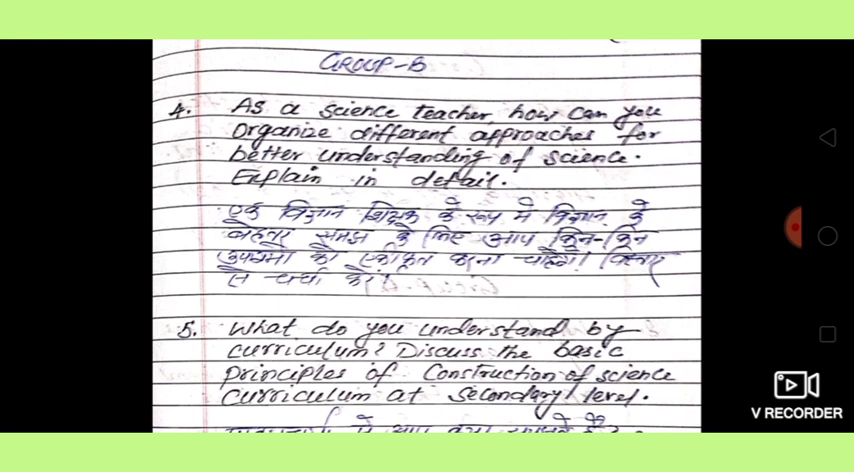 GROUP-B
4. As a science teacher, how can you
organize different approaches for
better understanding of science.
Explain in detail.
एक विज्ञान शिक्षक के रूप में विज्ञान के
बेहतर समझ के लिए आप किन-किन
उपागमों को एकीकृत करना चाहेंगे। विस्तार
से चर्चा करें।
5. What do you understand by
curriculum? Discuss the basic
principles of Construction of science
curriculum at Secondary level.
V RECORDER